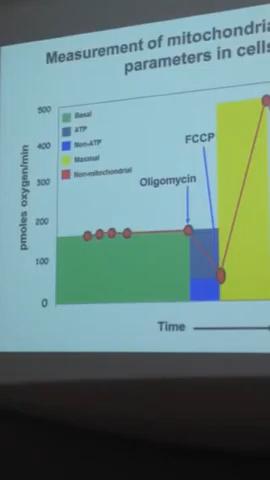 Measurement of mitochondria
parameters in cells
500
400
300
200
100
0
pmoles oxygen/min
Basal
ATP
Non-ATP
Maximal
Non-mitochondrial
Oligomycin
FCCP
Time